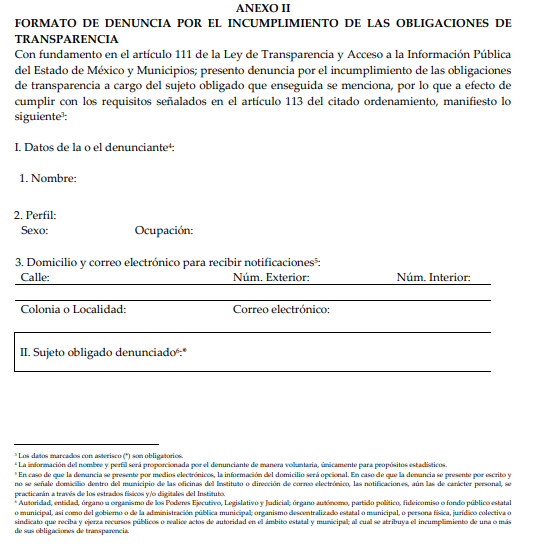 ANEXO II
FORMATO DE DENUNCIA POR EL INCUMPLIMIENTO DE LAS OBLIGACIONES DE
TRANSPARENCIA
Con fundamento en el artículo 111 de la Ley de Transparencia y Acceso a la Información Pública
del Estado de México y Municipios; presento denuncia por el incumplimiento de las obligaciones
de transparencia a cargo del sujeto obligado que enseguida se menciona, por lo que a efecto de
cumplir con los requisitos señalados en el artículo 113 del citado ordenamiento, manifiesto lo
siguiente³:
I. Datos de la o el denunciante⁴:
1. Nombre:
2. Perfil:
Sexo: Ocupación:
3. Domicilio y correo electrónico para recibir notificaciones⁵:
Calle: Núm. Exterior: Núm. Interior:
Colonia o Localidad: Correo electrónico:
II. Sujeto obligado denunciado⁶:*
³ Los datos marcados con asterisco (*) son obligatorios.
⁴ La información del nombre y perfil será proporcionada por el denunciante de manera voluntaria, únicamente para propósitos estadísticos.
⁵ En caso de que la denuncia se presente por medios electrónicos, la información del domicilio será opcional. En caso de que la denuncia se presente por escrito y
no se señale domicilio dentro del municipio de las oficinas del Instituto o dirección de correo electrónico, las notificaciones, aún las de carácter personal, se
practicarán a través de los estrados físicos y/o digitales del Instituto.
⁶ Autoridad, entidad, órgano u organismo de los Poderes Ejecutivo, Legislativo y Judicial; órgano autónomo, partido político, fideicomiso o fondo público estatal
o municipal, así como del gobierno o de la administración pública municipal; organismo descentralizado estatal o municipal, o persona física, jurídico colectiva o
sindicato que reciba y ejerza recursos públicos o realice actos de autoridad en el ámbito estatal y municipal; al cual se atribuya el incumplimiento de una o más
de sus obligaciones de transparencia.